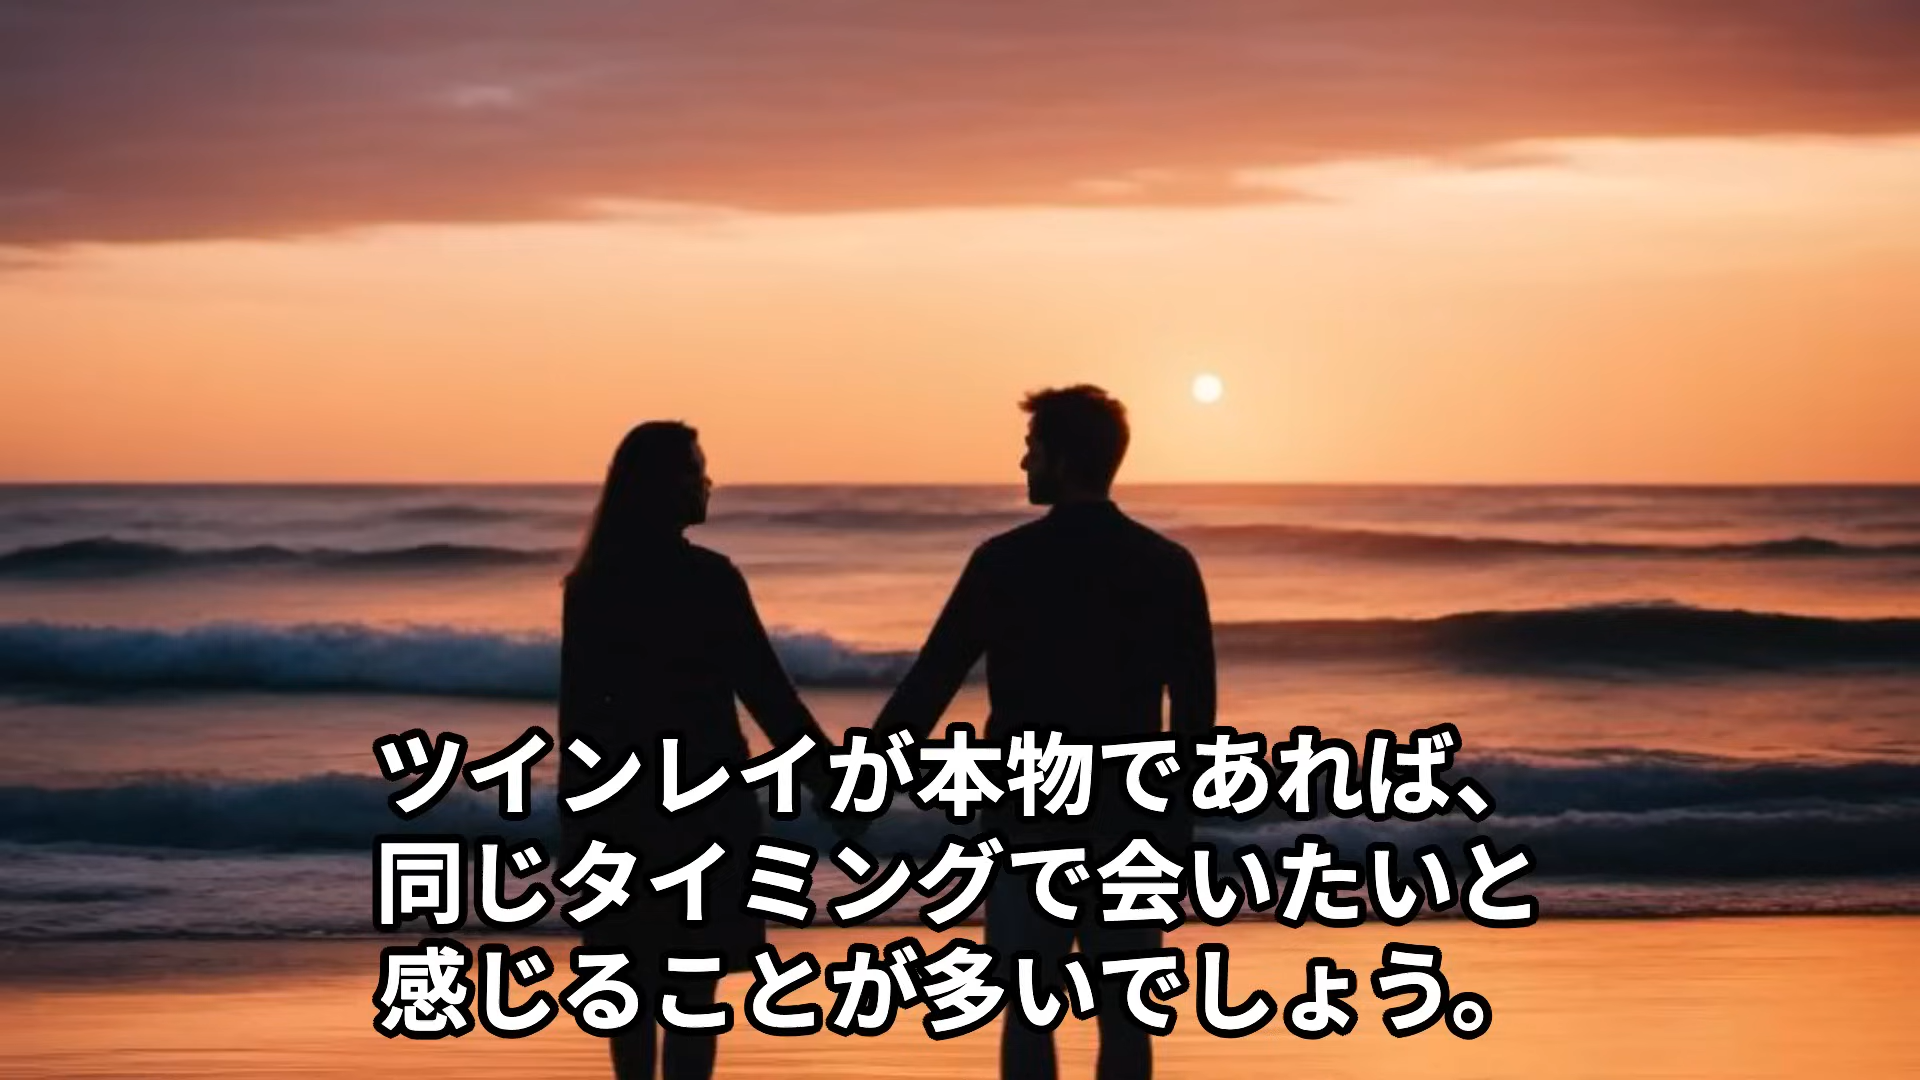 ツインレイが本物であれば、
同じタイミングで会いたいと
感じることが多いでしょう。